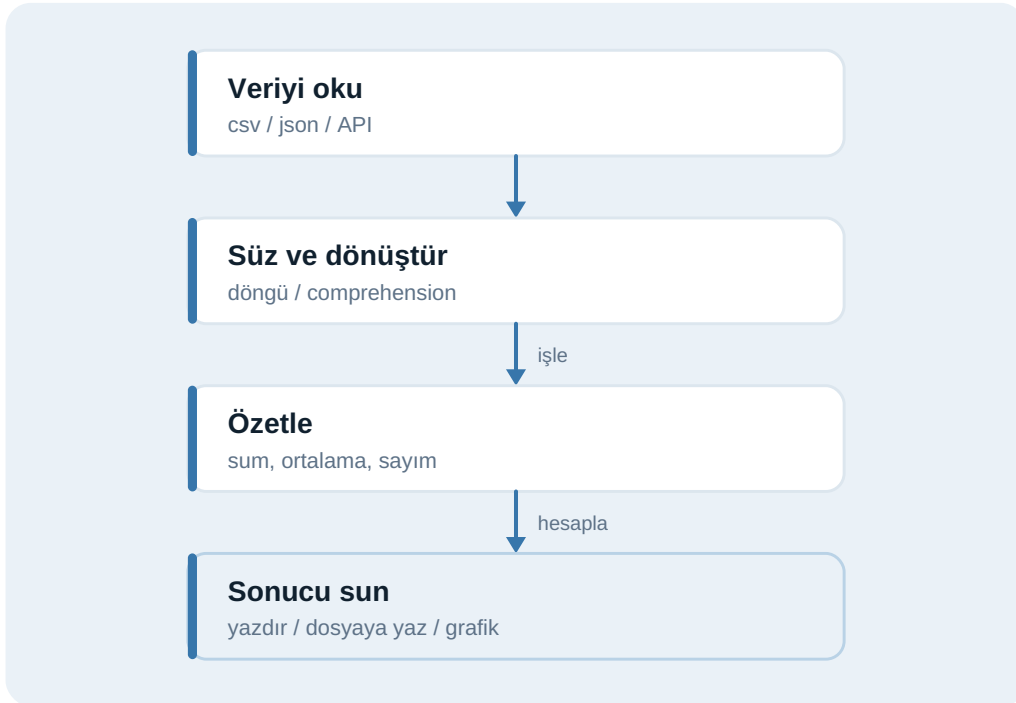 Veriyi oku
csv / json / API
Süz ve dönüştür
döngü / comprehension
işle
Özetle
sum, ortalama, sayım
hesapla
Sonucu sun
yazdır / dosyaya yaz / grafik